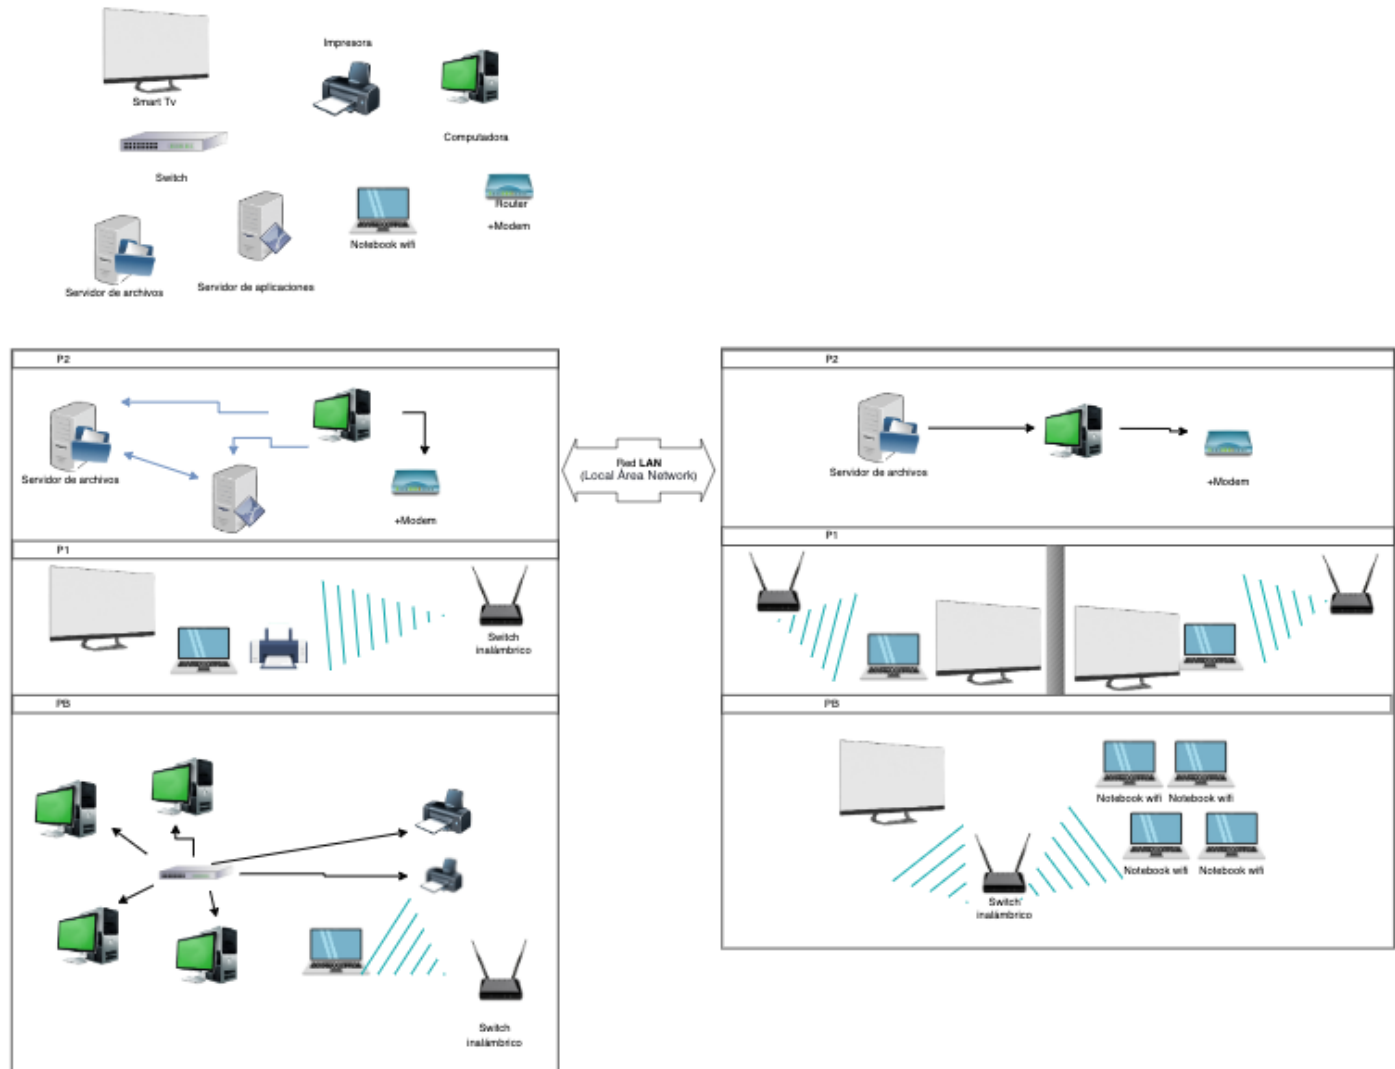 Impresora
Smart Tv
Computadora
Switch
Router
+Modem
Notebook wifi
Servidor de archivos
Servidor de aplicaciones
P2
Servidor de archivos
+Modem
Red LAN
(Local Área Network)
P2
Servidor de archivos
+Modem
P1
Switch
inalámbrico
P1
PB
Switch
inalámbrico
PB
Notebook wifi
Notebook wifi
Notebook wifi
Notebook wifi
Switch'
inalámbrico